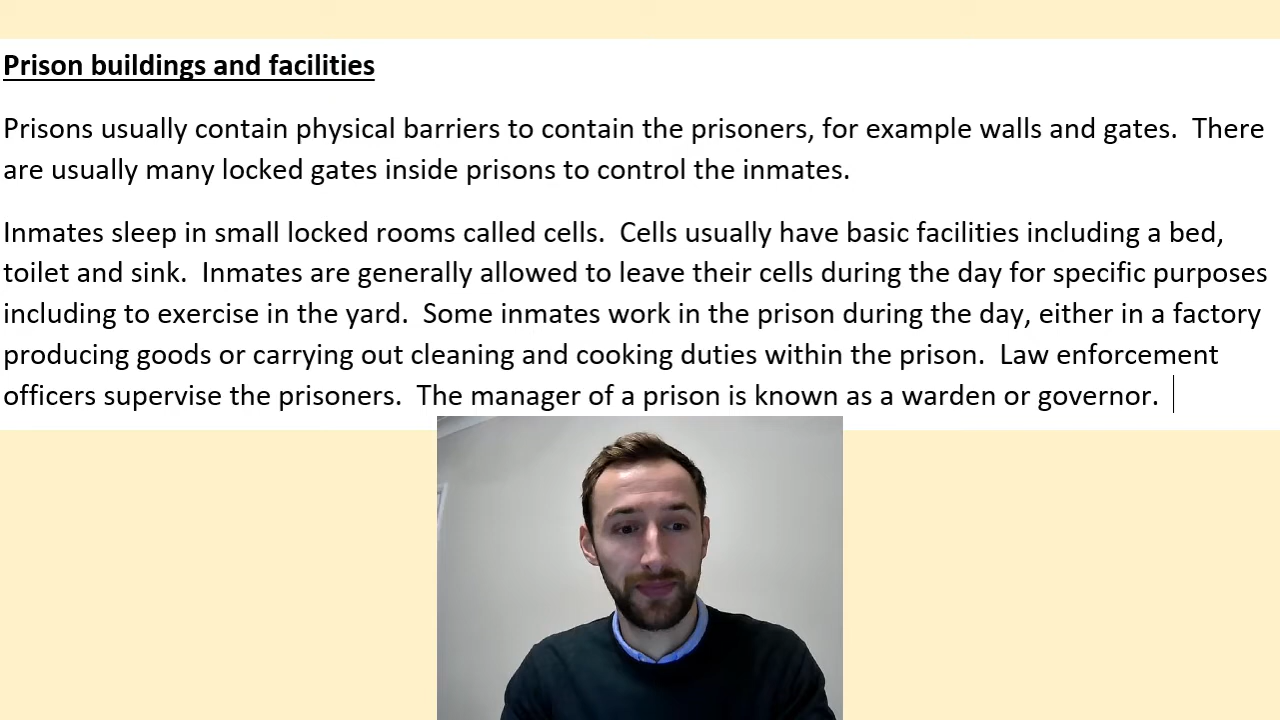 Prison buildings and facilities
Prisons usually contain physical barriers to contain the prisoners, for example walls and gates.  There
are usually many locked gates inside prisons to control the inmates.
Inmates sleep in small locked rooms called cells.  Cells usually have basic facilities including a bed,
toilet and sink.  Inmates are generally allowed to leave their cells during the day for specific purposes
including to exercise in the yard.  Some inmates work in the prison during the day, either in a factory
producing goods or carrying out cleaning and cooking duties within the prison.  Law enforcement
officers supervise the prisoners.  The manager of a prison is known as a warden or governor.